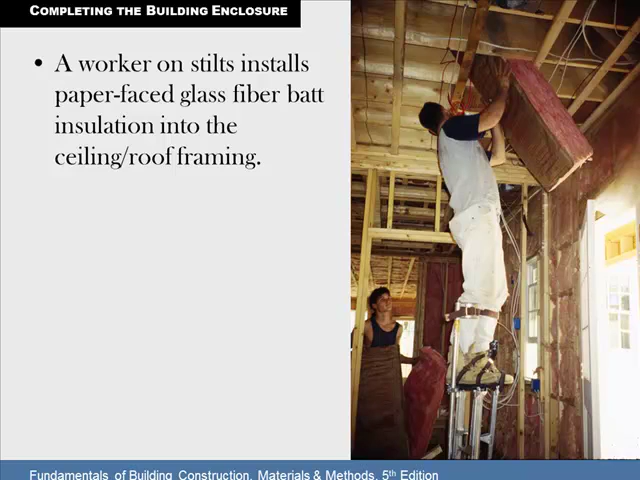 COMPLETING THE BUILDING ENCLOSURE
• A worker on stilts installs
paper-faced glass fiber batt
insulation into the
ceiling/roof framing.
Fundamentals of Building Construction, Materials & Methods, 5th Edition